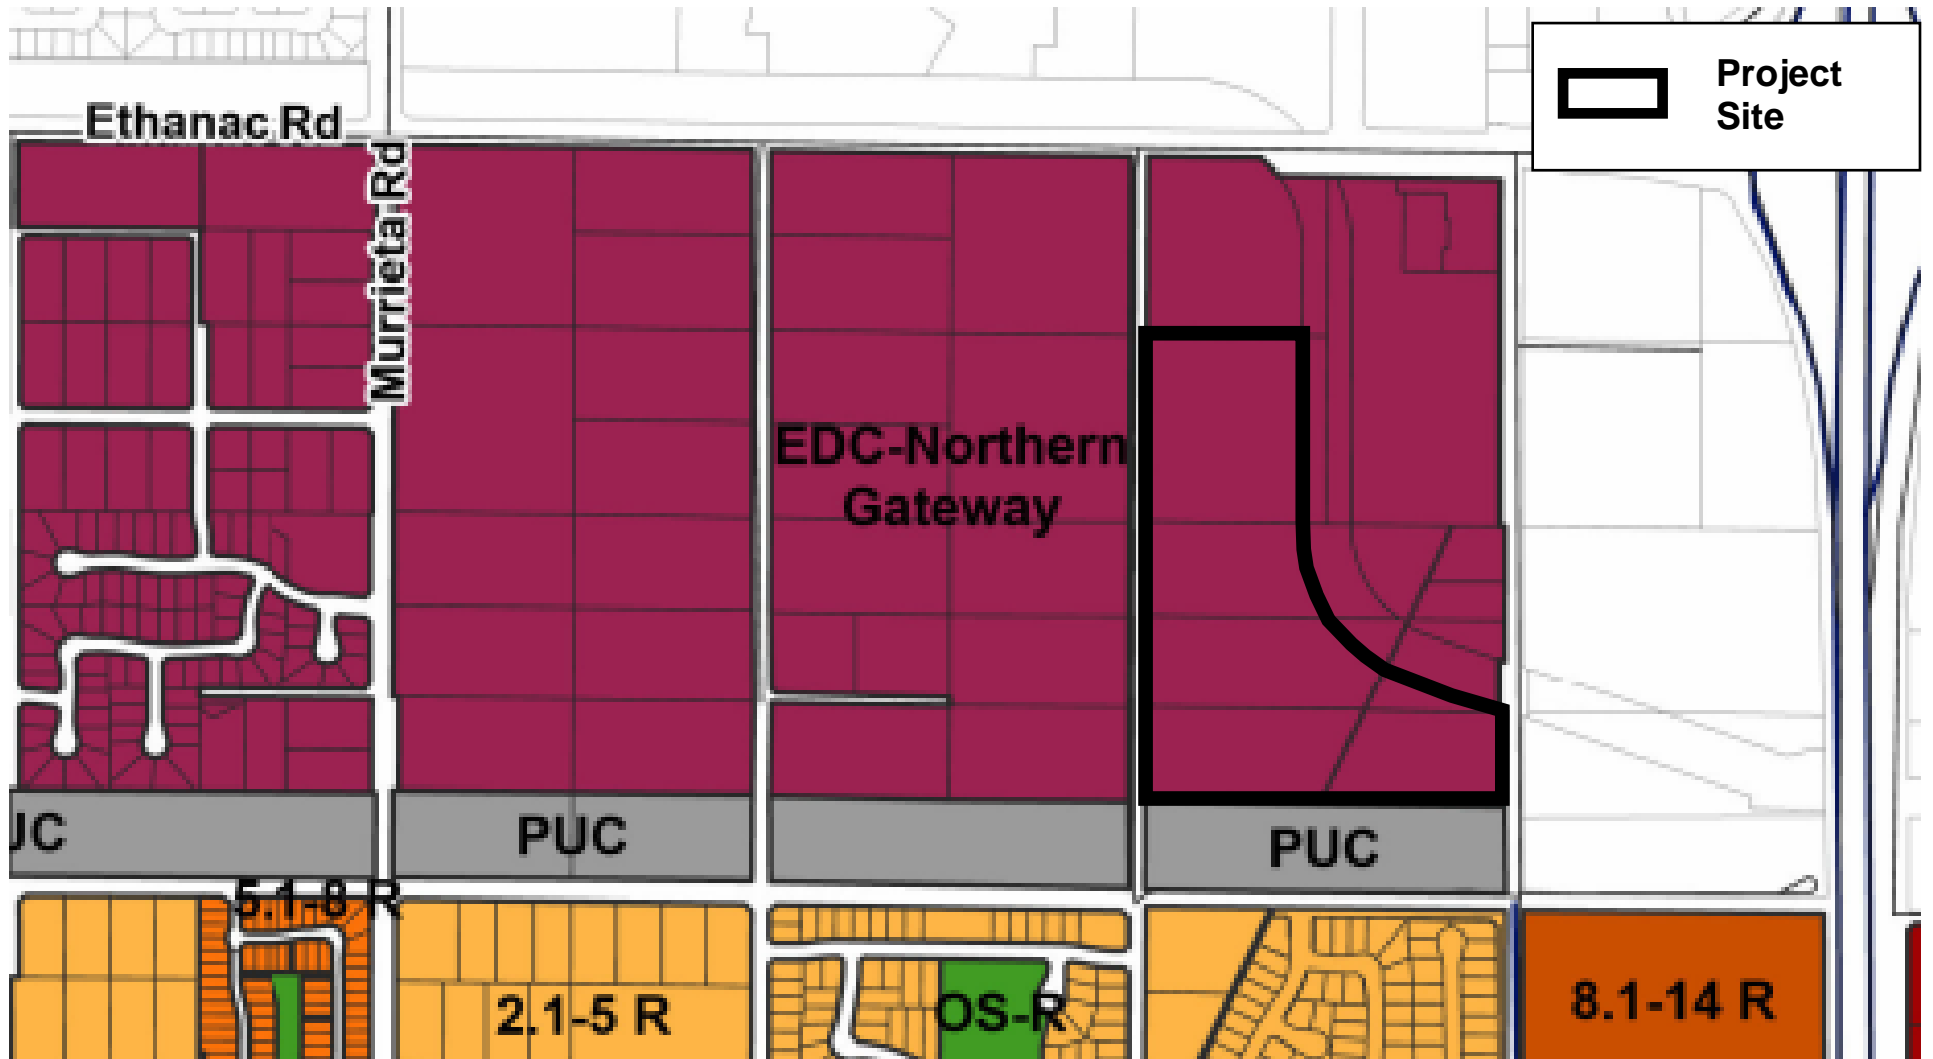 Project
Site
Ethanac Rd
Murrieta Rd
EDC-Northern
Gateway
UC
PUC
PUC
5.1-8 R
2.1-5 R
OS-R
8.1-14 R